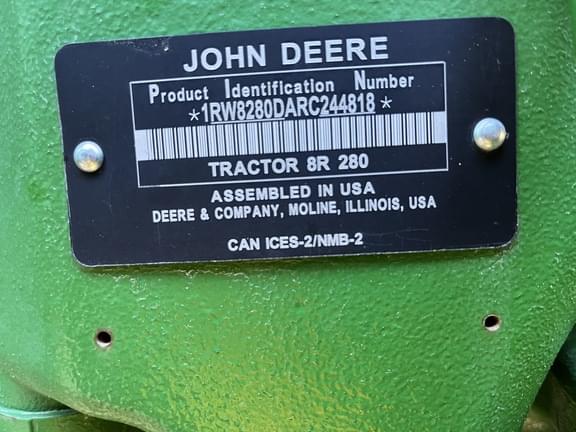 JOHN DEERE
Product Identification Number
*1RW8280DARC244818*
TRACTOR 8R 280
ASSEMBLED IN USA
DEERE & COMPANY, MOLINE, ILLINOIS, USA
CAN ICES-2/NMB-2